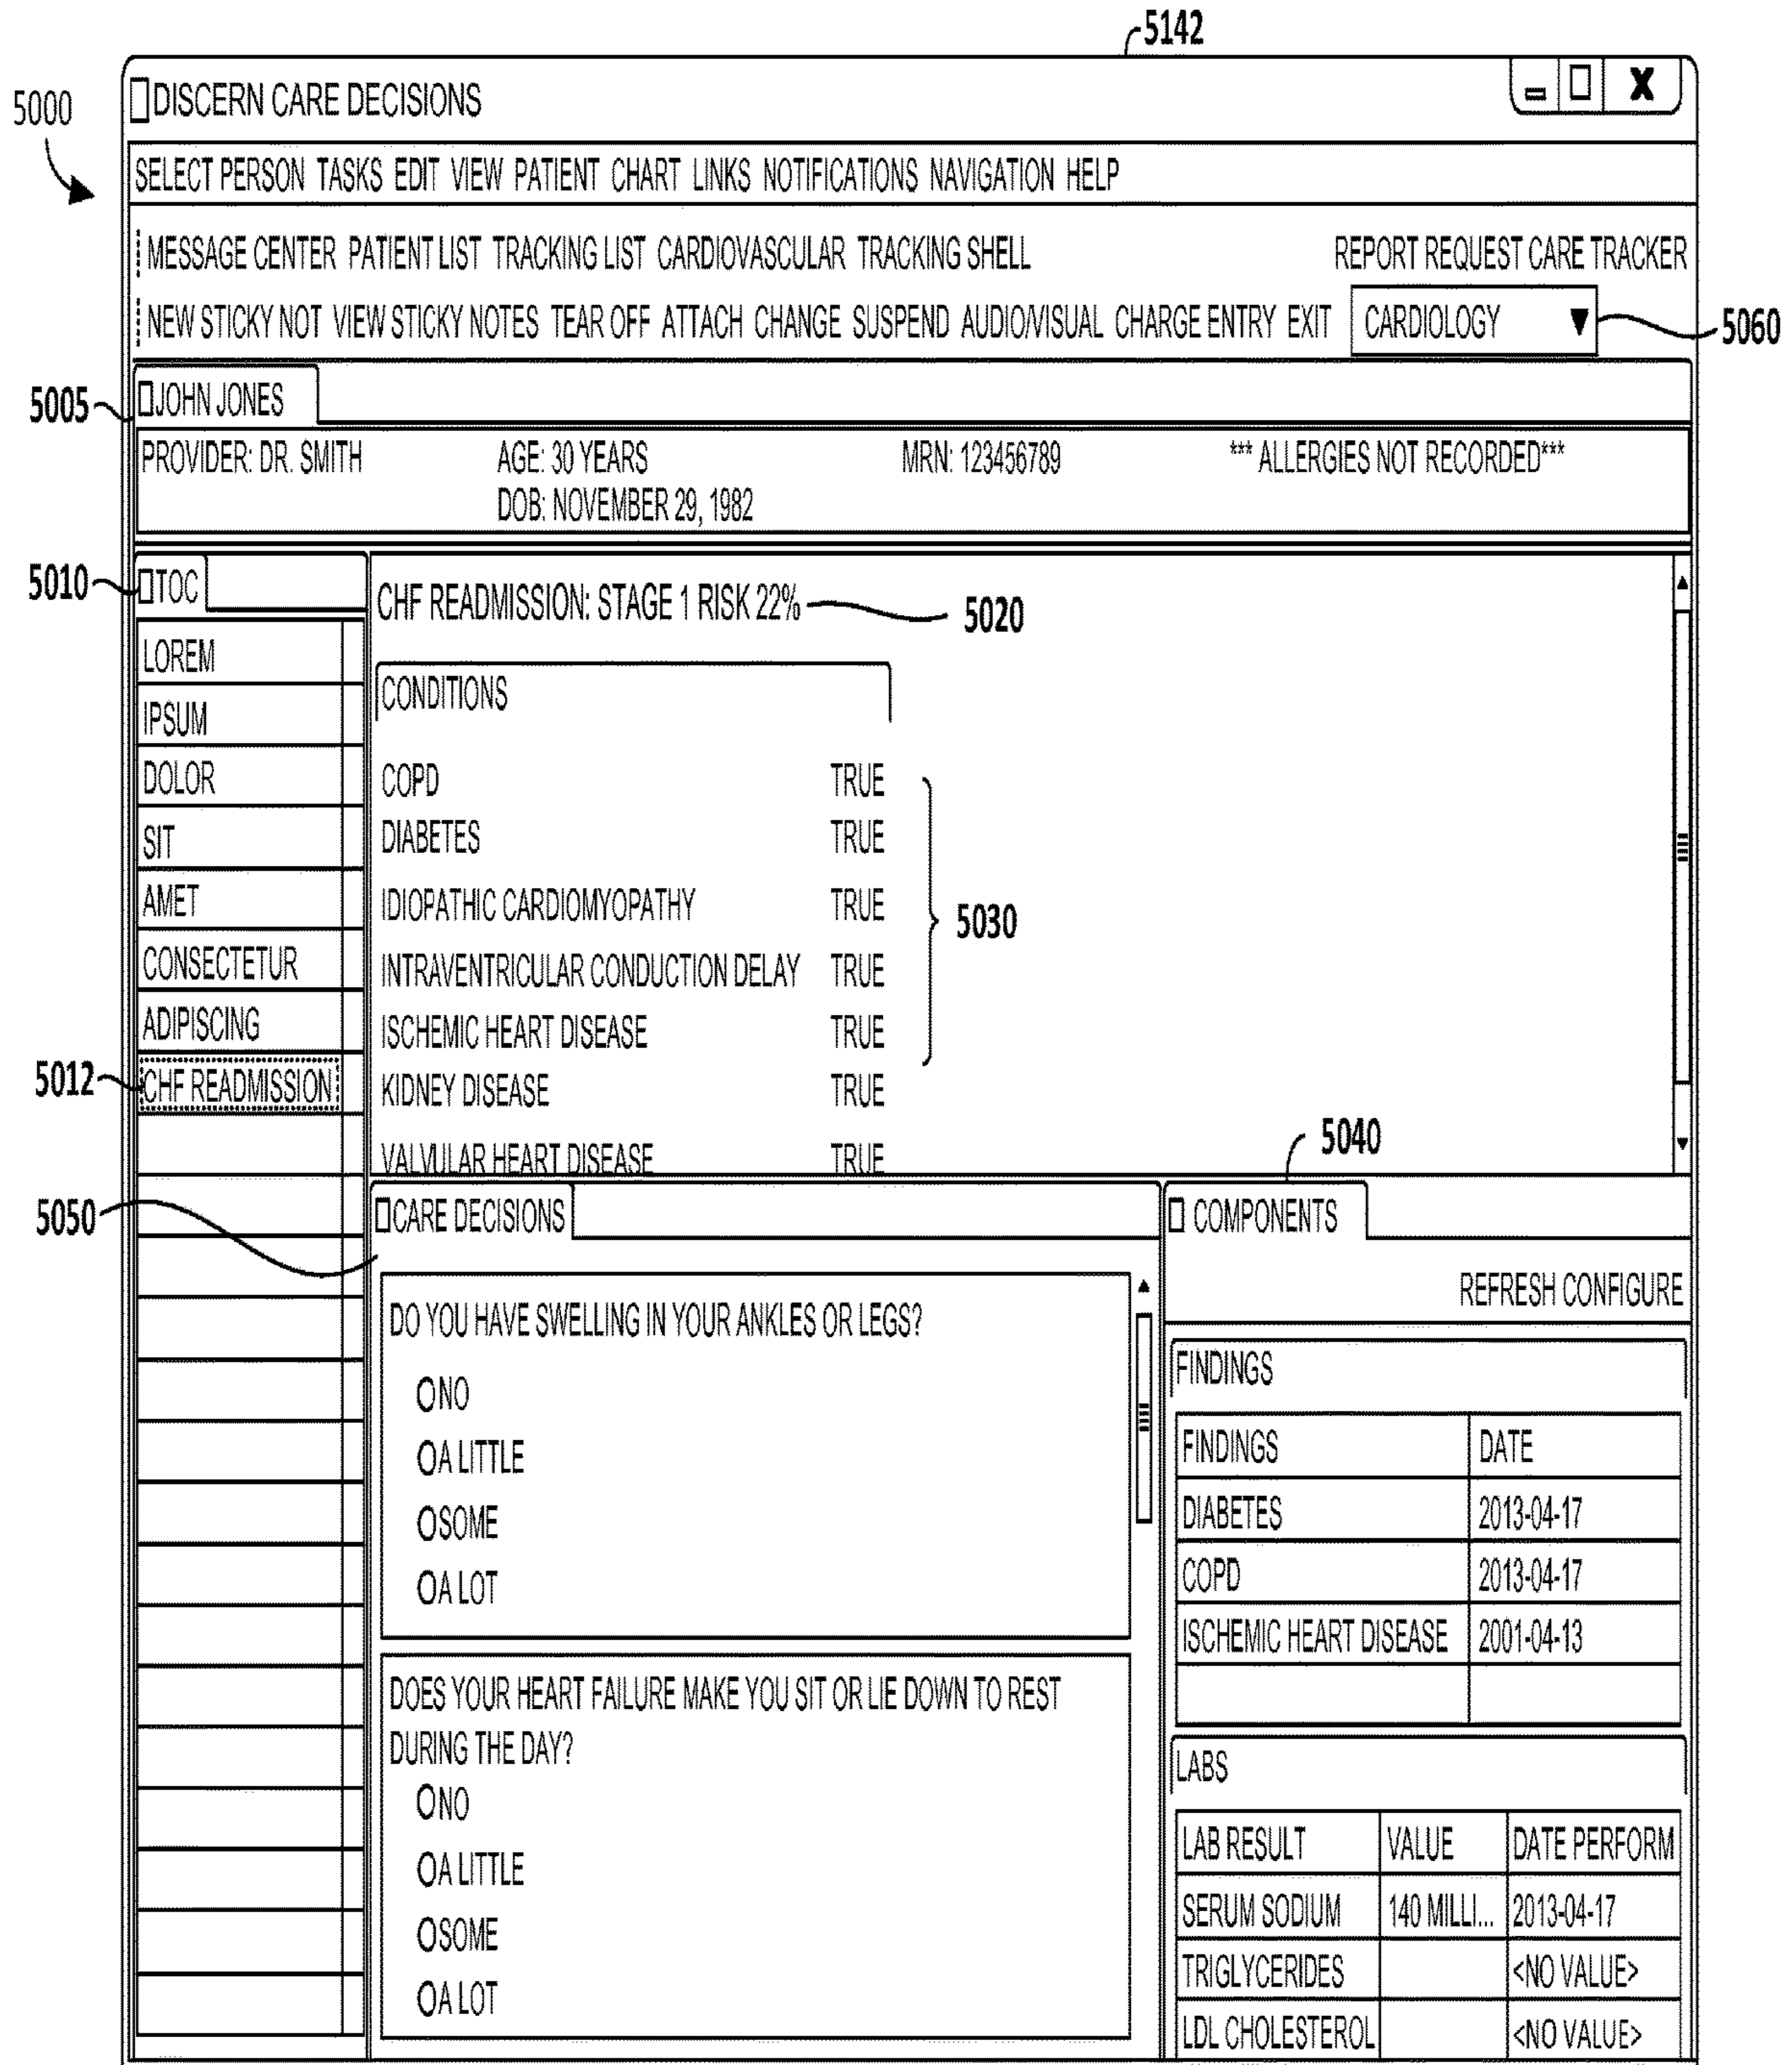 5142
5000
DISCERN CARE DECISIONS
SELECT PERSON TASKS EDIT VIEW PATIENT CHART LINKS NOTIFICATIONS NAVIGATION HELP
MESSAGE CENTER PATIENT LIST TRACKING LIST CARDIOVASCULAR TRACKING SHELL REPORT REQUEST CARE TRACKER
NEW STICKY NOT VIEW STICKY NOTES TEAR OFF ATTACH CHANGE SUSPEND AUDIO/VISUAL CHARGE ENTRY EXIT CARDIOLOGY 5060
5005 JOHN JONES
PROVIDER: DR. SMITH AGE: 30 YEARS MRN: 123456789 *** ALLERGIES NOT RECORDED***
DOB: NOVEMBER 29, 1982
5010 TOC
LOREM
IPSUM
DOLOR
SIT
AMET
CONSECTETUR
ADIPISCING
5012 CHF READMISSION
CHF READMISSION: STAGE 1 RISK 22% 5020
CONDITIONS
COPD TRUE
DIABETES TRUE
IDIOPATHIC CARDIOMYOPATHY TRUE
5030
INTRAVENTRICULAR CONDUCTION DELAY TRUE
ISCHEMIC HEART DISEASE TRUE
KIDNEY DISEASE TRUE
VALVULAR HEART DISEASE TRUE
5050
CARE DECISIONS
DO YOU HAVE SWELLING IN YOUR ANKLES OR LEGS?
NO
A LITTLE
SOME
A LOT
DOES YOUR HEART FAILURE MAKE YOU SIT OR LIE DOWN TO REST
DURING THE DAY?
NO
A LITTLE
SOME
A LOT
5040
COMPONENTS
REFRESH CONFIGURE
FINDINGS
FINDINGS DATE
DIABETES 2013-04-17
COPD 2013-04-17
ISCHEMIC HEART DISEASE 2001-04-13
LABS
LAB RESULT VALUE DATE PERFORM
SERUM SODIUM 140 MILLI... 2013-04-17
TRIGLYCERIDES <NO VALUE>
LDL CHOLESTEROL <NO VALUE>